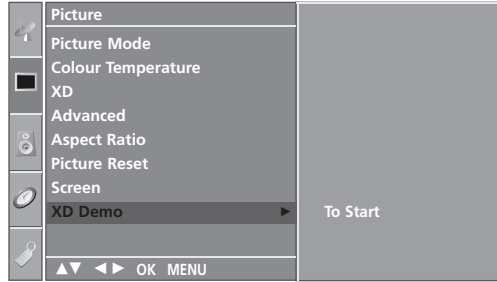 Picture
Picture Mode
Colour Temperature
XD
Advanced
Aspect Ratio
Picture Reset
Screen
XD Demo ► To Start
▲▼ ◄► OK MENU